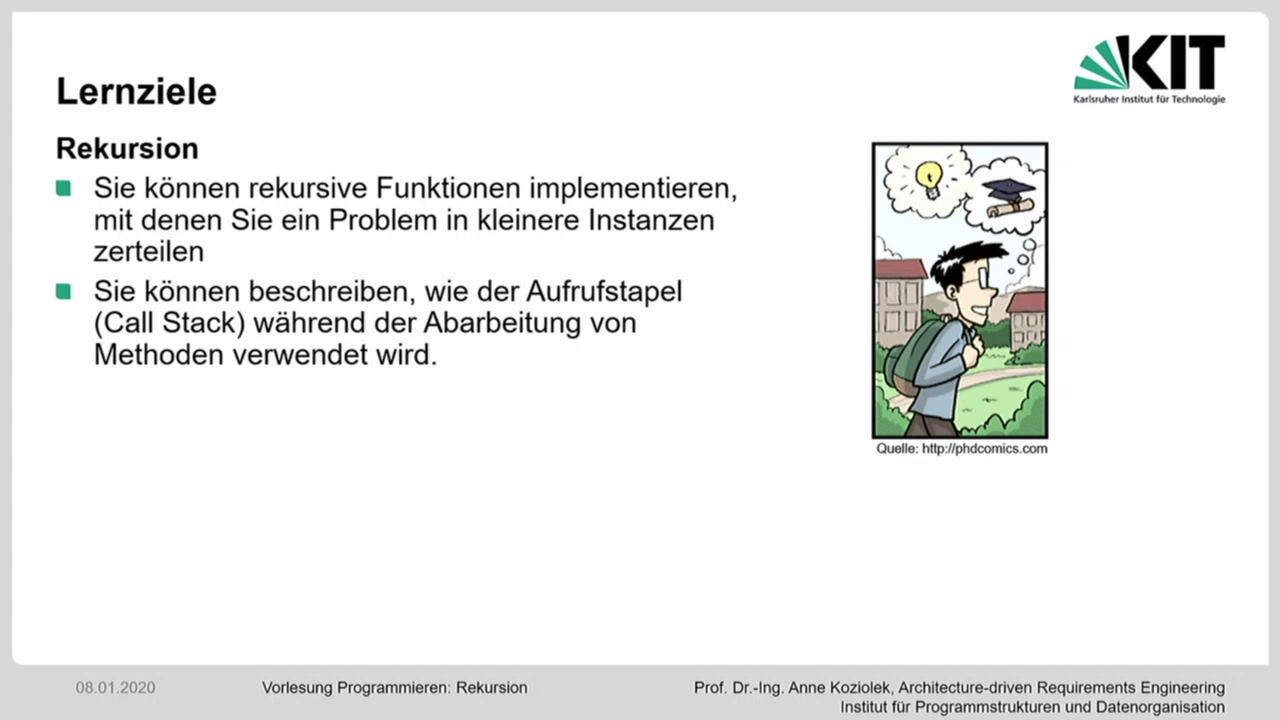 KIT
Karlsruher Institut für Technologie
Lernziele
Rekursion
Sie können rekursive Funktionen implementieren,
mit denen Sie ein Problem in kleinere Instanzen
zerteilen
Sie können beschreiben, wie der Aufrufstapel
(Call Stack) während der Abarbeitung von
Methoden verwendet wird.
Quelle: http://phdcomics.com
08.01.2020
Vorlesung Programmieren: Rekursion
Prof. Dr.-Ing. Anne Koziolek, Architecture-driven Requirements Engineering
Institut für Programmstrukturen und Datenorganisation